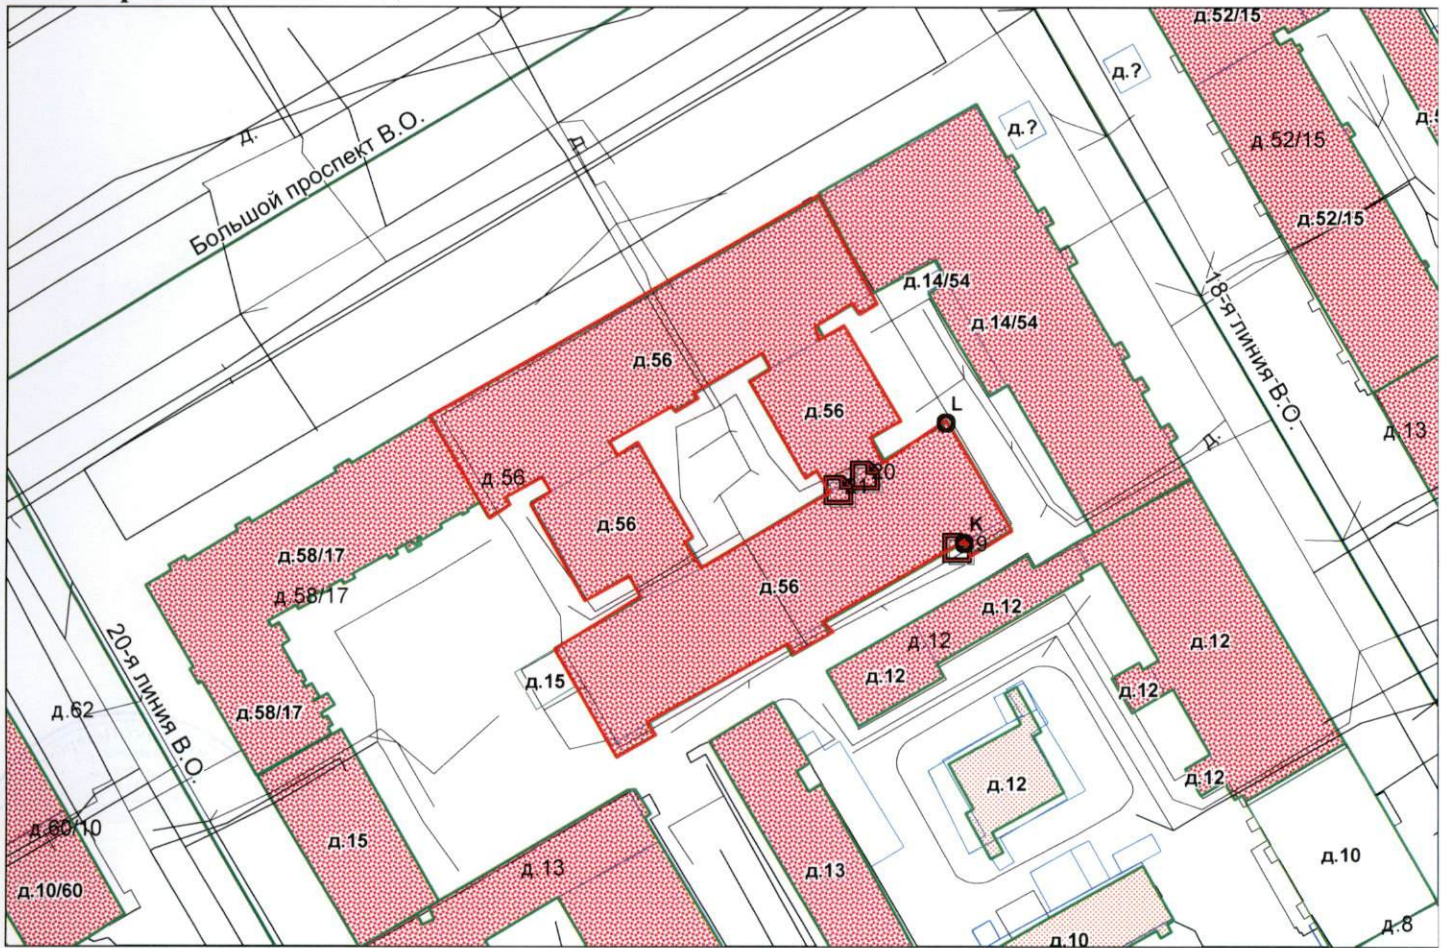 д.52/15
д.?
д.
Большой проспект В.О.
д.
д.?
д.52/15
д.52/15
д.14/54
18-я линия В.О.
д.14/54
д.56
д.56
L
д.13
д.
д.56
20
д.56
K
9
д.58/17
д.56
д.58/17
д.12
д.12
д.12
20-я линия В.О.
д.15
д.12
д.12
д.62
д.58/17
д.12
д.12
д.60/10
д.15
д.13
д.13
д.10
д.10/60
д.8
д.10